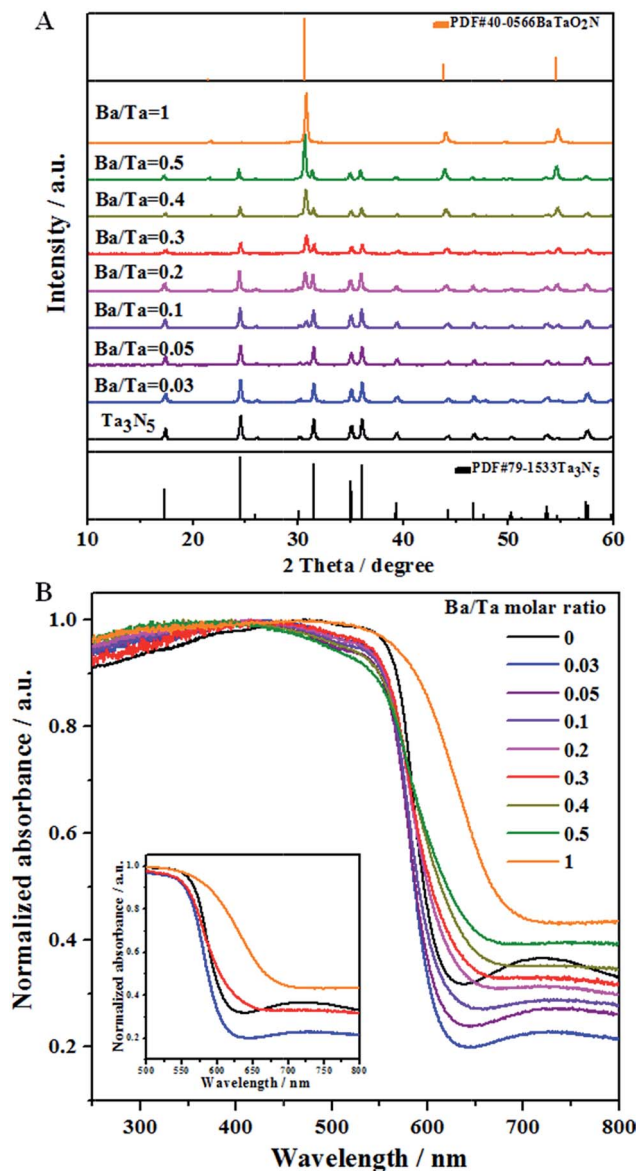 A
PDF#40-0566BaTaO2N
Ba/Ta=1
Ba/Ta=0.5
Ba/Ta=0.4
Ba/Ta=0.3
Ba/Ta=0.2
Ba/Ta=0.1
Ba/Ta=0.05
Ba/Ta=0.03
Ta3N5
PDF#79-1533Ta3N5
Intensity / a.u.
10 20 30 40 50 60
2 Theta / degree
B
Ba/Ta molar ratio
0
0.03
0.05
0.1
0.2
0.3
0.4
0.5
1
1.0
0.8
0.6
0.4
0.2
Normalized absorbance / a.u.
1.0
0.8
0.6
0.4
0.2
Normalized absorbance / a.u.
500 550 600 650 700 750 800
Wavelength / nm
300 400 500 600 700 800
Wavelength / nm